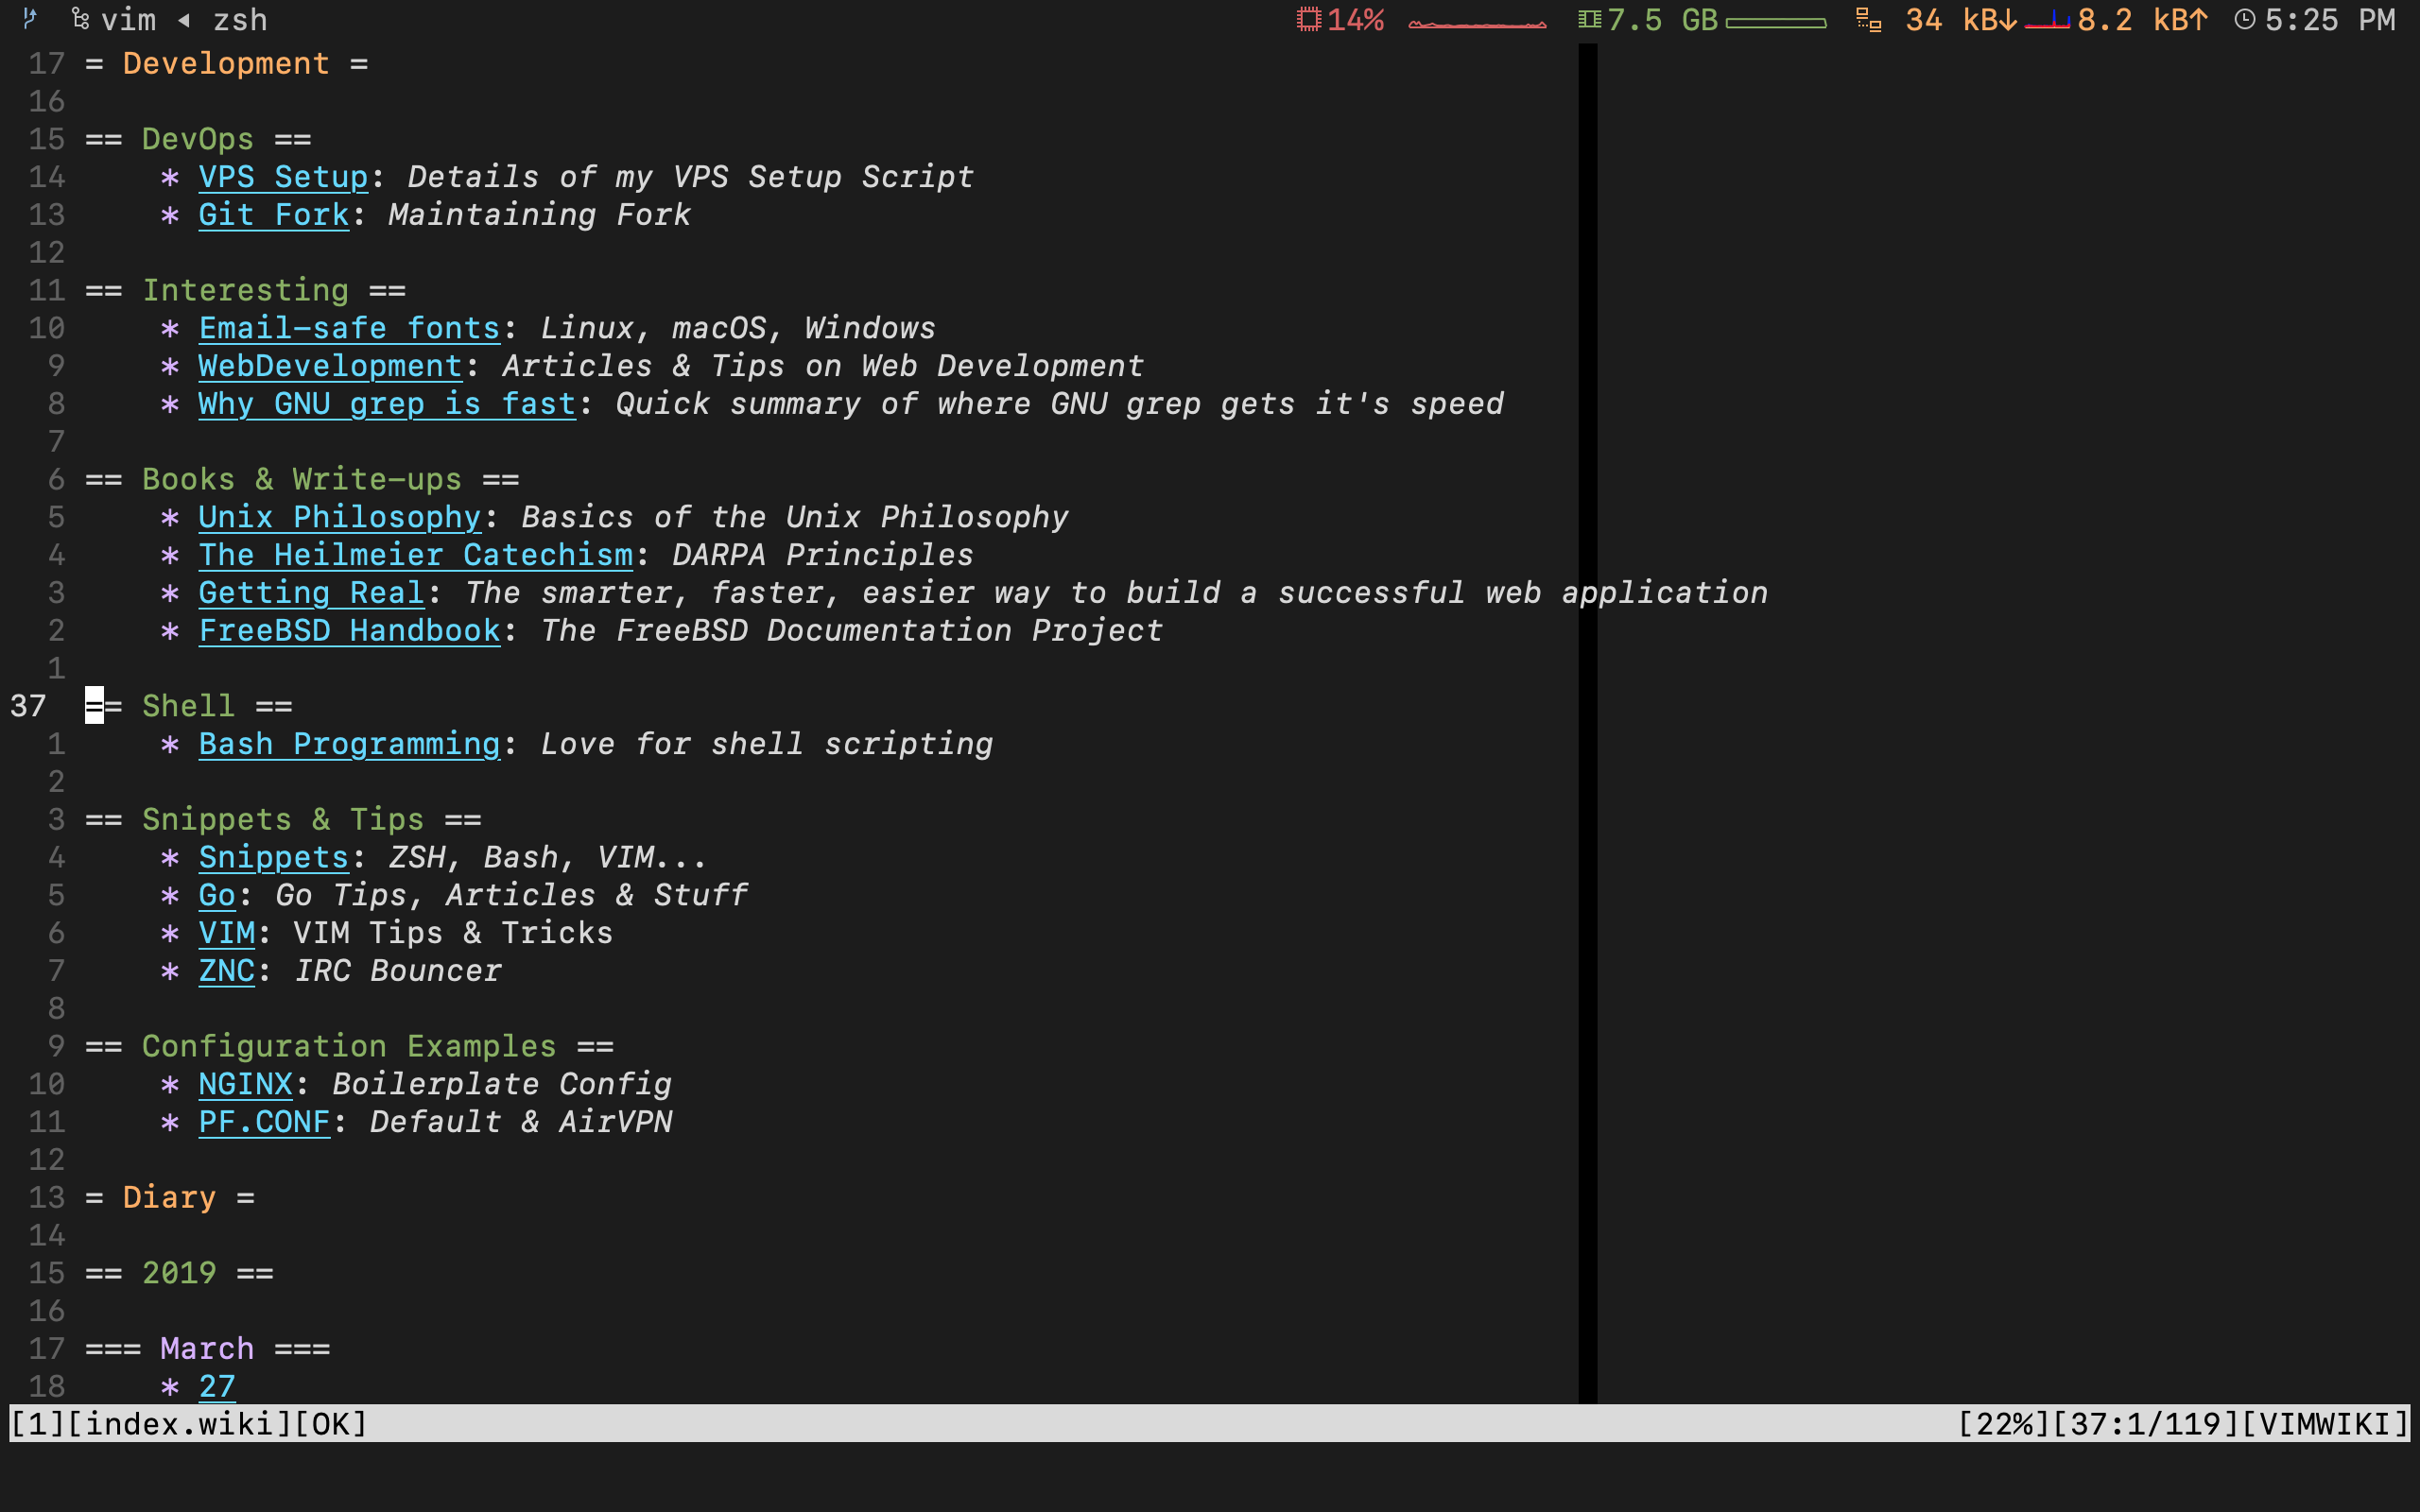 vim ◂ zsh 14% 7.5 GB 34 kB↓ 8.2 kB↑ 5:25 PM
17 = Development =
16
15 == DevOps ==
14 * VPS Setup: Details of my VPS Setup Script
13 * Git Fork: Maintaining Fork
12
11 == Interesting ==
10 * Email-safe fonts: Linux, macOS, Windows
9 * WebDevelopment: Articles & Tips on Web Development
8 * Why GNU grep is fast: Quick summary of where GNU grep gets it's speed
7
6 == Books & Write-ups ==
5 * Unix Philosophy: Basics of the Unix Philosophy
4 * The Heilmeier Catechism: DARPA Principles
3 * Getting Real: The smarter, faster, easier way to build a successful web application
2 * FreeBSD Handbook: The FreeBSD Documentation Project
1
37 == Shell ==
1 * Bash Programming: Love for shell scripting
2
3 == Snippets & Tips ==
4 * Snippets: ZSH, Bash, VIM...
5 * Go: Go Tips, Articles & Stuff
6 * VIM: VIM Tips & Tricks
7 * ZNC: IRC Bouncer
8
9 == Configuration Examples ==
10 * NGINX: Boilerplate Config
11 * PF.CONF: Default & AirVPN
12
13 = Diary =
14
15 == 2019 ==
16
17 === March ===
18 * 27
[1][index.wiki][OK] [22%][37:1/119][VIMWIKI]